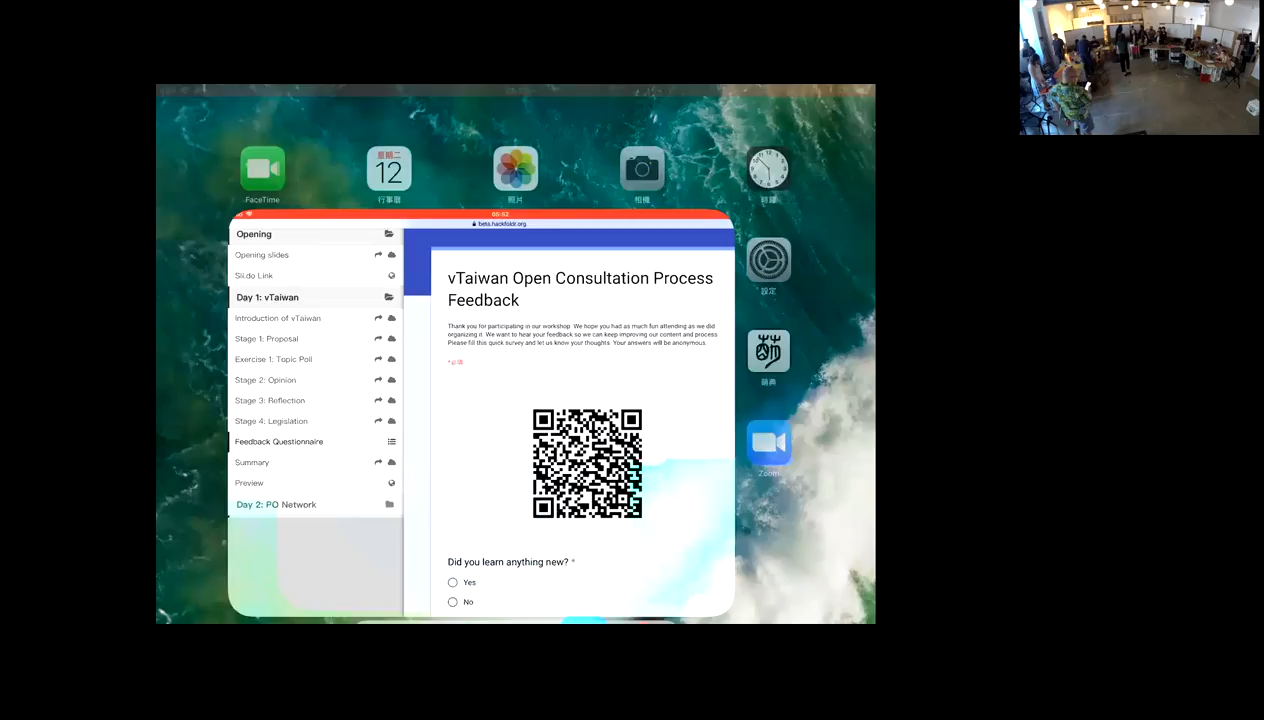 星期二
12
FaceTime
行事曆
照片
相機
時鐘
設定
萌
萌典
Zoom
05:52
beta.hackfoldr.org
Opening
Opening slides
Sli.do Link
Day 1: vTaiwan
Introduction of vTaiwan
Stage 1: Proposal
Exercise 1: Topic Poll
Stage 2: Opinion
Stage 3: Reflection
Stage 4: Legislation
Feedback Questionnaire
Summary
Preview
Day 2: PO Network
vTaiwan Open Consultation Process
Feedback
Thank you for participating in our workshop. We hope you had as much fun attending as we did
organizing it. We want to hear your feedback so we can keep improving our content and process
Please fill this quick survey and let us know your thoughts. Your answers will be anonymous.
*必填
Did you learn anything new? *
Yes
No